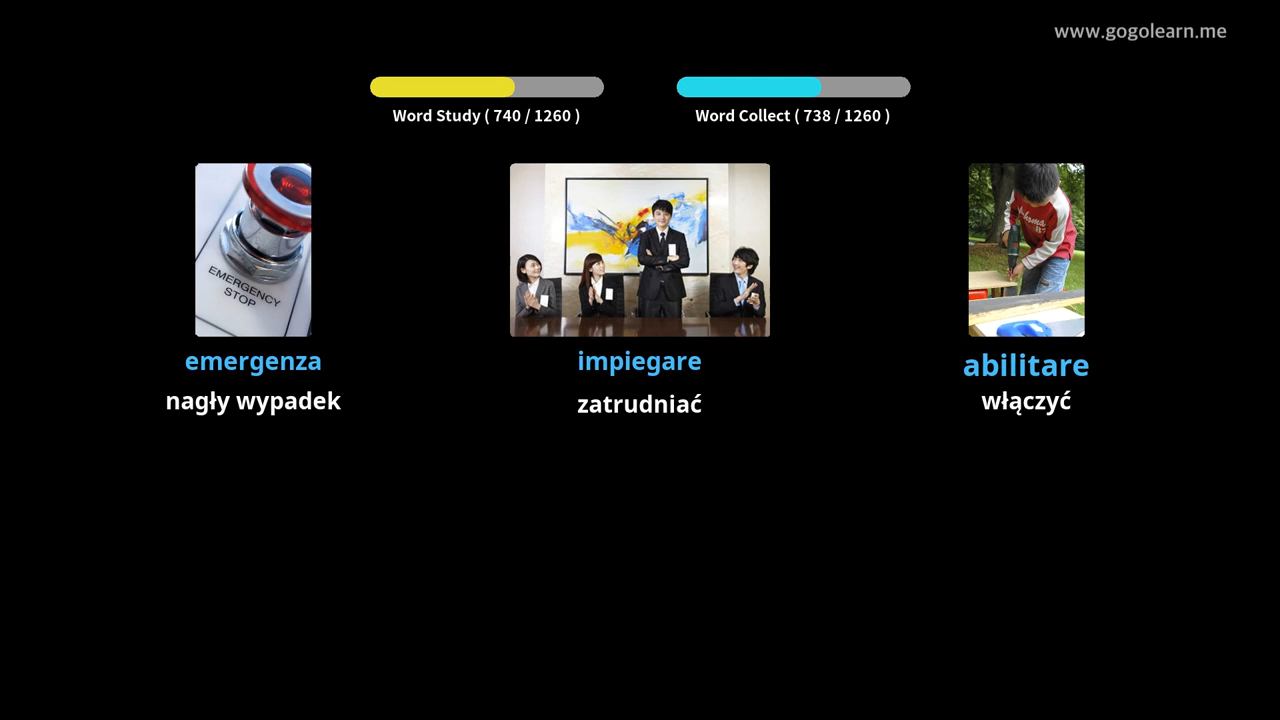 www.gogolearn.me
Word Study ( 740 / 1260 )
Word Collect ( 738 / 1260 )
EMERGENCY
STOP
emergenza
impiegare
abilitare
nagły wypadek
zatrudniać
włączyć